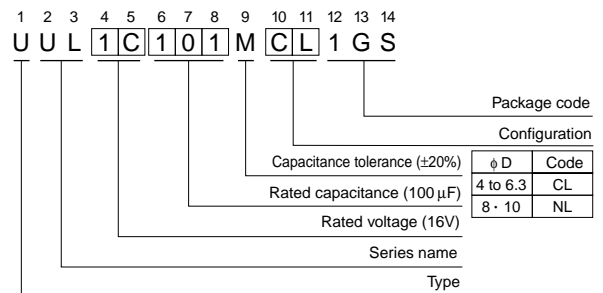 1 2 3 4 5 6 7 8 9 10 11 12 13 14
U U L 1 C 1 0 1 M C L 1 G S
Package code
Configuration
Capacitance tolerance (±20%)
Rated capacitance (100 µF)
Rated voltage (16V)
Series name
Type
ϕ D Code
4 to 6.3 CL
8 · 10 NL